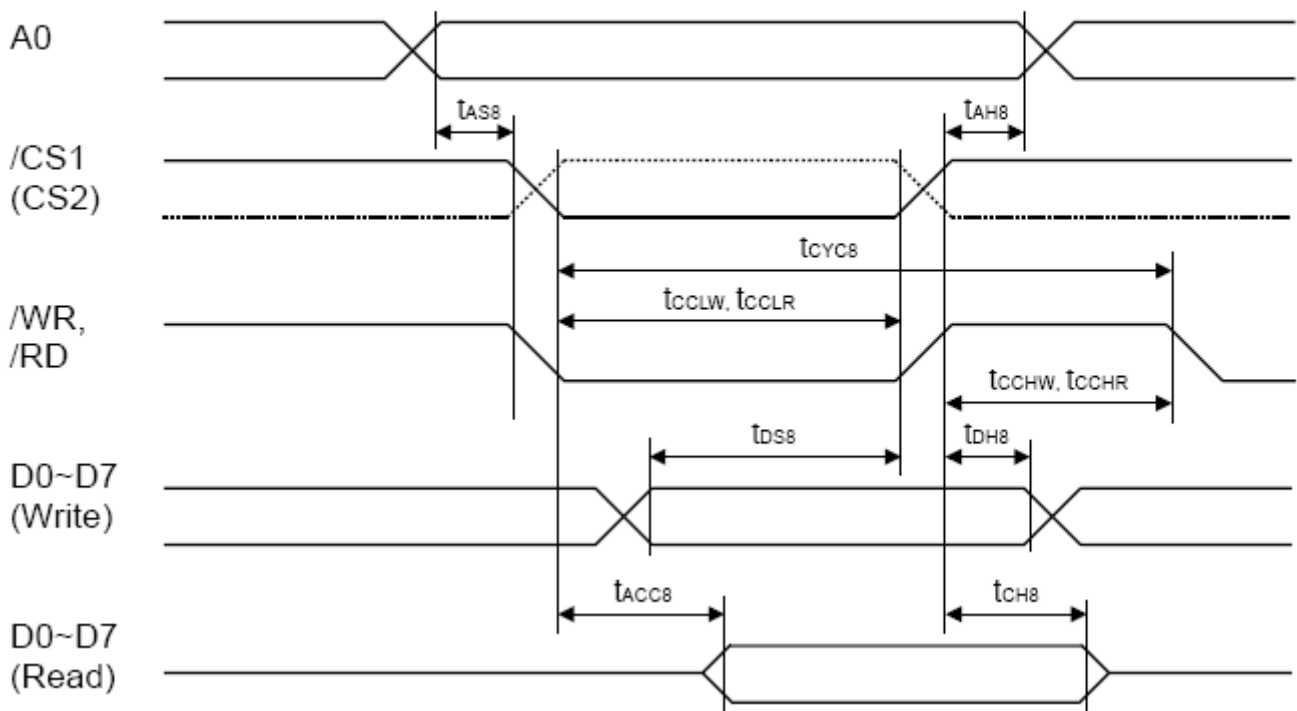 A0
tAS8
tAH8
/CS1
(CS2)
tCYC8
tCCLW, tCCLR
/WR,
/RD
tCCHW, tCCHR
tDS8
tDH8
D0~D7
(Write)
tACC8
tCH8
D0~D7
(Read)